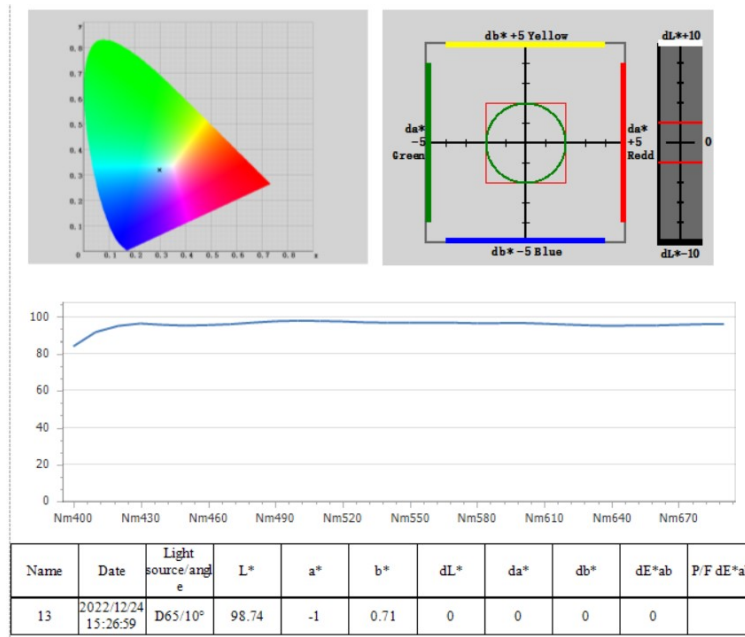 y
0.8
0.7
0.6
0.5
0.4
0.3
0.2
0.1
0 0.1 0.2 0.3 0.4 0.5 0.6 0.7 0.8 x
db* +5 Yellow
da*
-5
Green
da*
+5
Redd
db* -5 Blue
dL*+10
0
dL*-10
100
80
60
40
20
0
Nm400 Nm430 Nm460 Nm490 Nm520 Nm550 Nm580 Nm610 Nm640 Nm670
Name Date Light source/angl e L* a* b* dL* da* db* dE*ab P/F dE*a
13 2022/12/24 15:26:59 D65/10° 98.74 -1 0.71 0 0 0 0